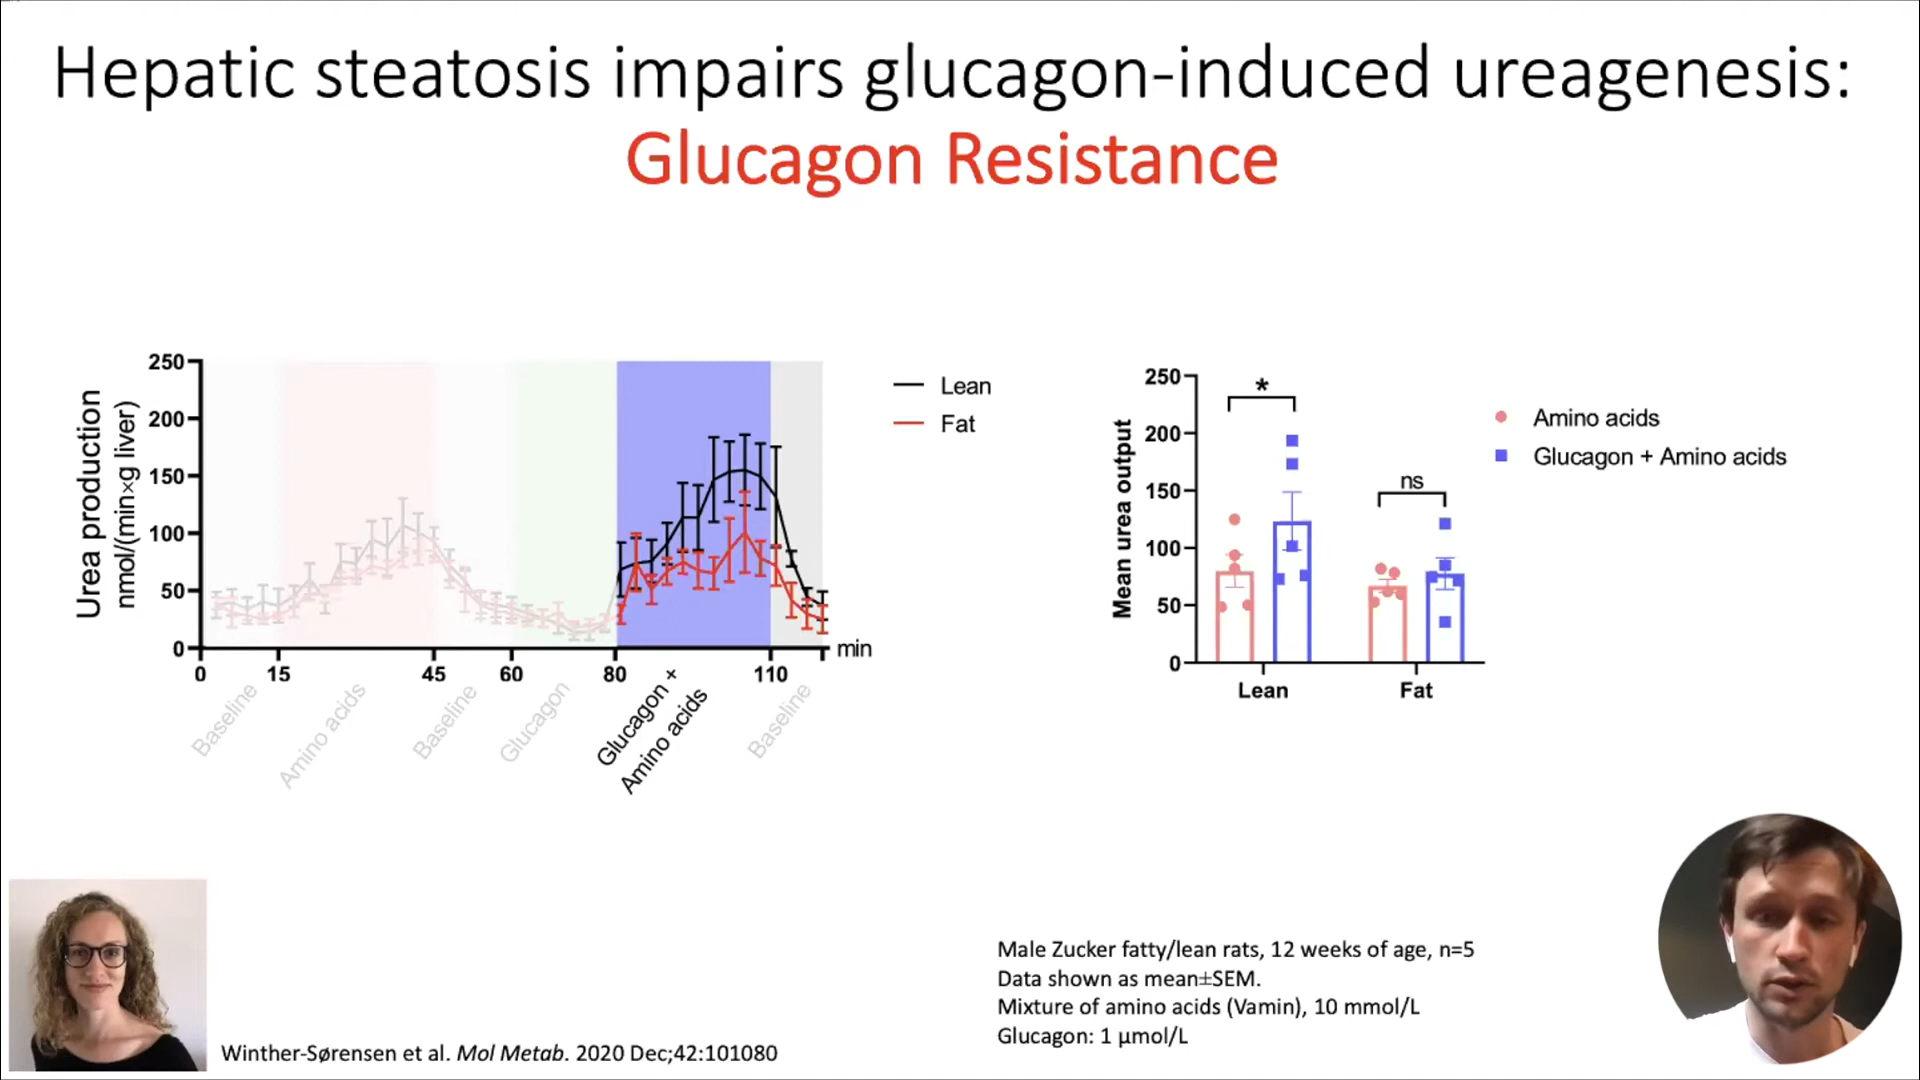 Hepatic steatosis impairs glucagon-induced ureagenesis:
Glucagon Resistance
250
200
150
100
50
0
Urea production
nmol/(min×g liver)
0 15 45 60 80 110 min
Baseline
Amino acids
Baseline
Glucagon
Glucagon +
Amino acids
Baseline
Lean
Fat
250
200
150
100
50
0
Mean urea output
*
ns
Lean Fat
Amino acids
Glucagon + Amino acids
Male Zucker fatty/lean rats, 12 weeks of age, n=5
Data shown as mean±SEM.
Mixture of amino acids (Vamin), 10 mmol/L
Glucagon: 1 µmol/L
Winther-Sørensen et al. Mol Metab. 2020 Dec;42:101080